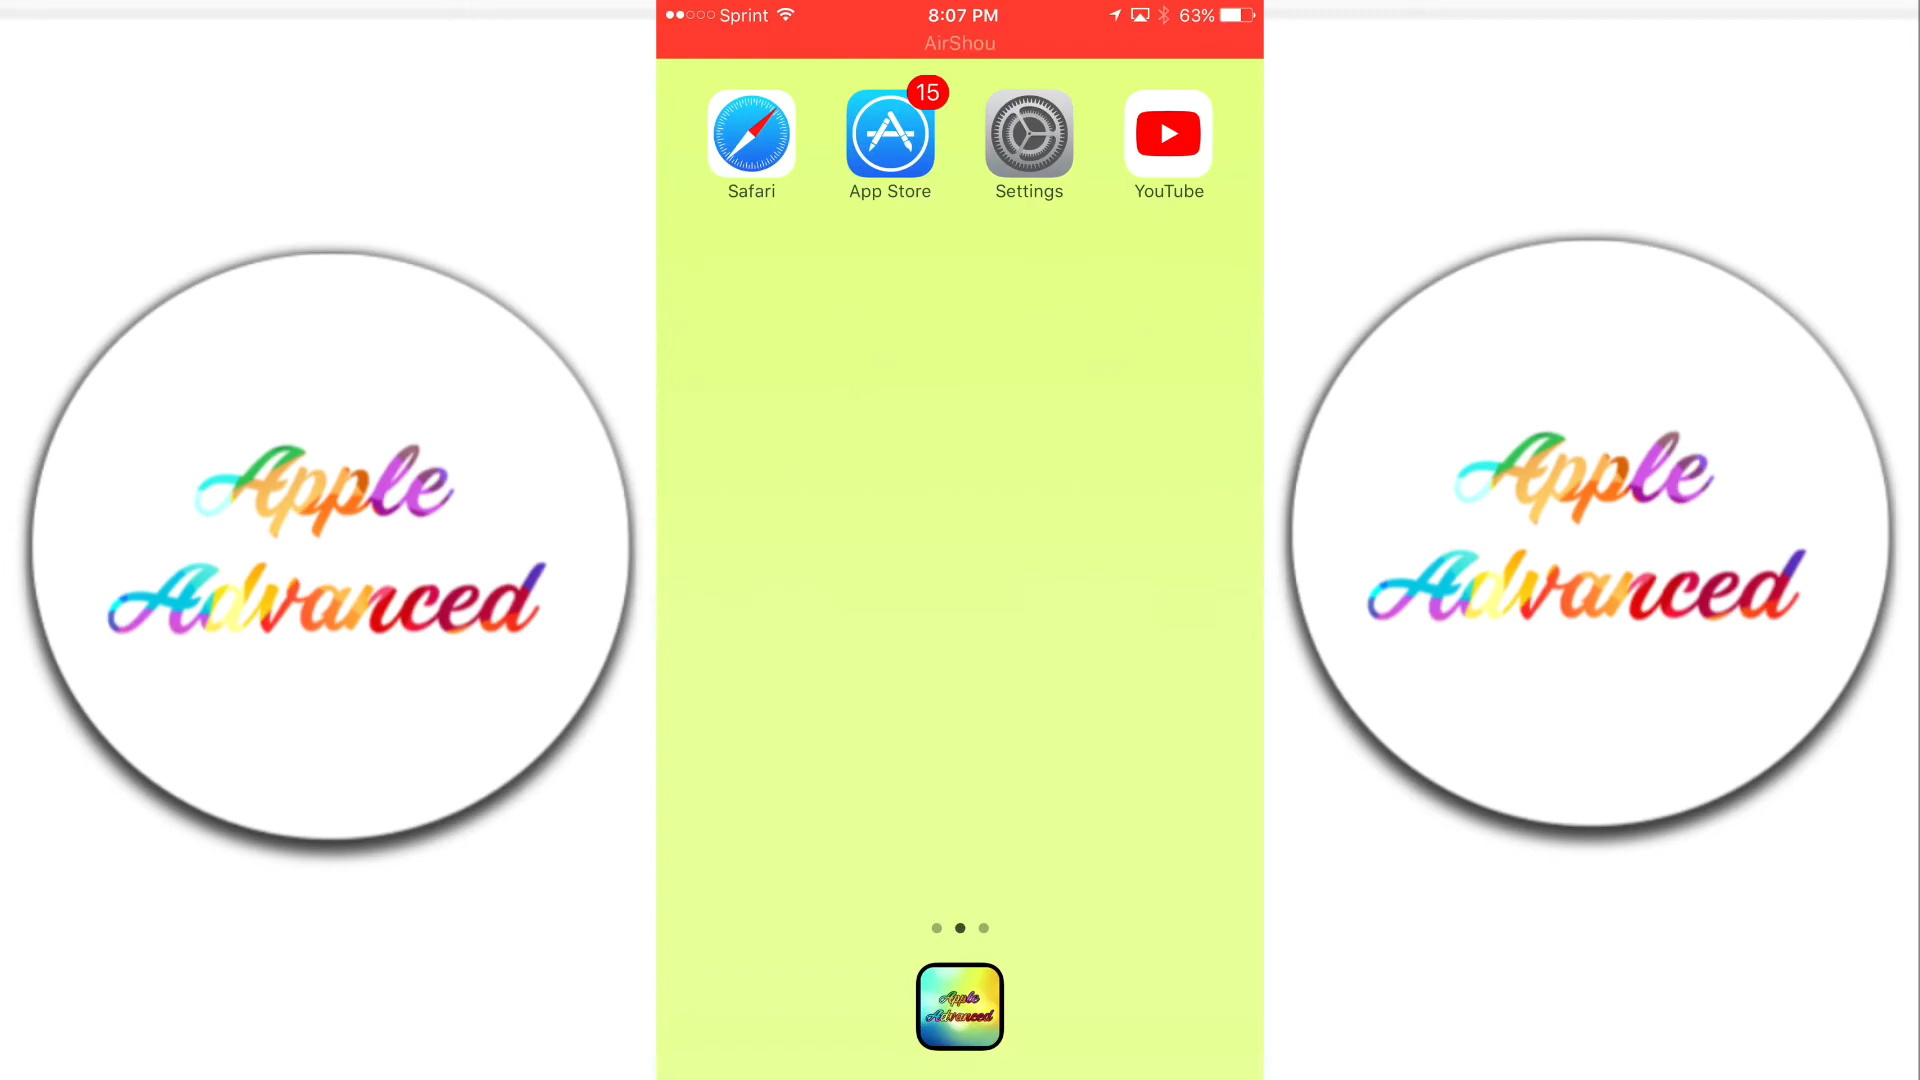 Sprint 8:07 PM 63%
AirShou
15
Safari App Store Settings YouTube
Apple
Advanced
Apple
Advanced
Apple
Advanced